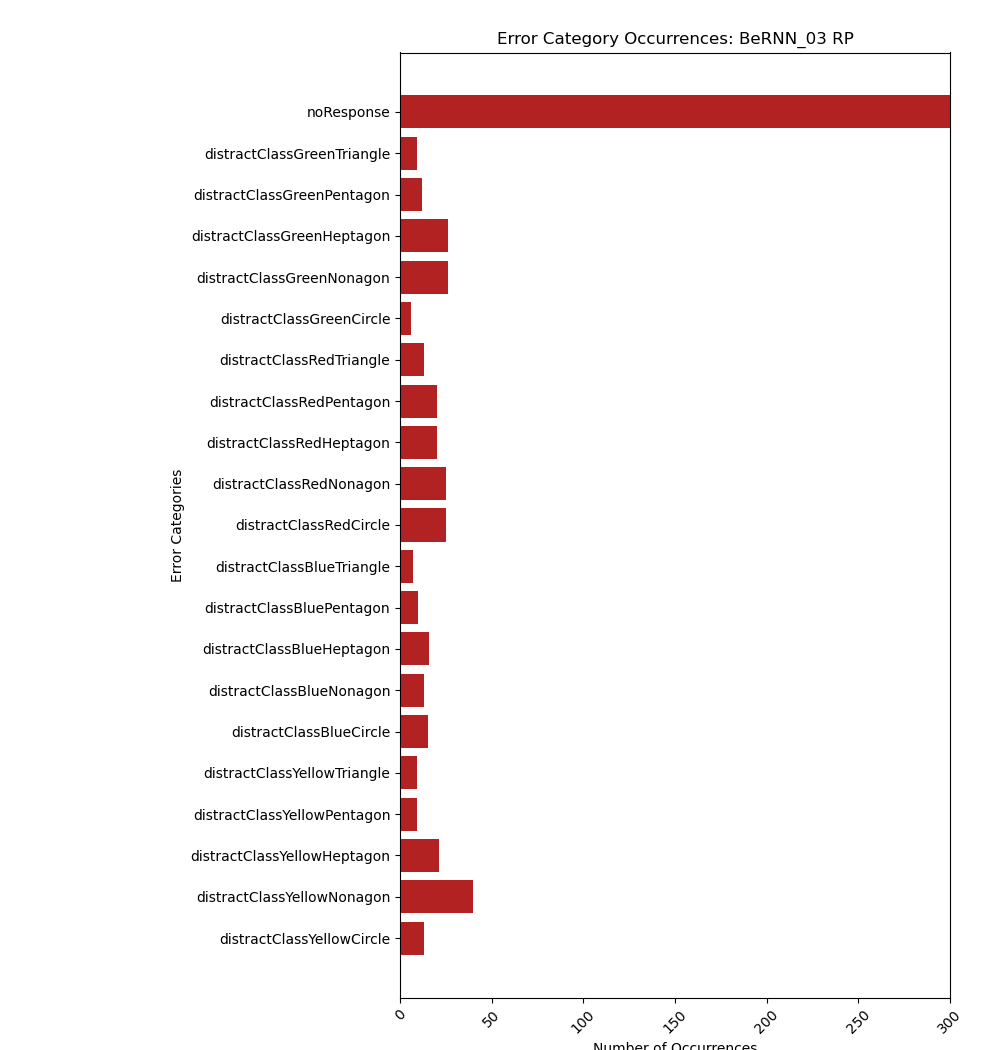 Error Category Occurrences: BeRNN_03 RP
noResponse
distractClassGreenTriangle
distractClassGreenPentagon
distractClassGreenHeptagon
distractClassGreenNonagon
distractClassGreenCircle
distractClassRedTriangle
distractClassRedPentagon
distractClassRedHeptagon
distractClassRedNonagon
distractClassRedCircle
distractClassBlueTriangle
distractClassBluePentagon
distractClassBlueHeptagon
distractClassBlueNonagon
distractClassBlueCircle
distractClassYellowTriangle
distractClassYellowPentagon
distractClassYellowHeptagon
distractClassYellowNonagon
distractClassYellowCircle
Error Categories
0 50 100 150 200 250 300
Number of Occurrences